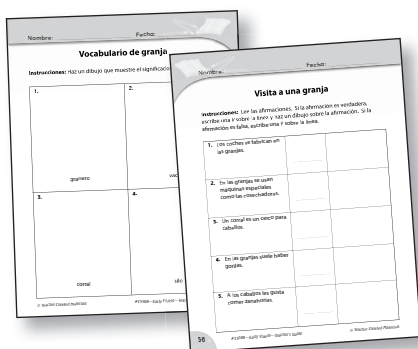 Nombre: Fecha:
Vocabulario de granja
Instrucciones: Haz un dibujo que muestre el significado
1.
2.
granero
vac
3.
4.
corral
silo
© Teacher Created Materials
Nombre: Fecha:
Visita a una granja
Instrucciones: Lee las afirmaciones. Si la afirmación es verdadera,
escribe una V sobre la línea y haz un dibujo sobre la afirmación. Si la
afirmación es falsa, escribe una F sobre la línea.
1. Los coches se fabrican en
las granjas.
2. En las granjas se usan
máquinas especiales
como las cosechadoras.
3. Un corral es un cerco para
caballos.
4. En las granjas suele haber
gorilas.
5. A los caballos les gusta
comer zanahorias.
56
© Teacher Created Materials